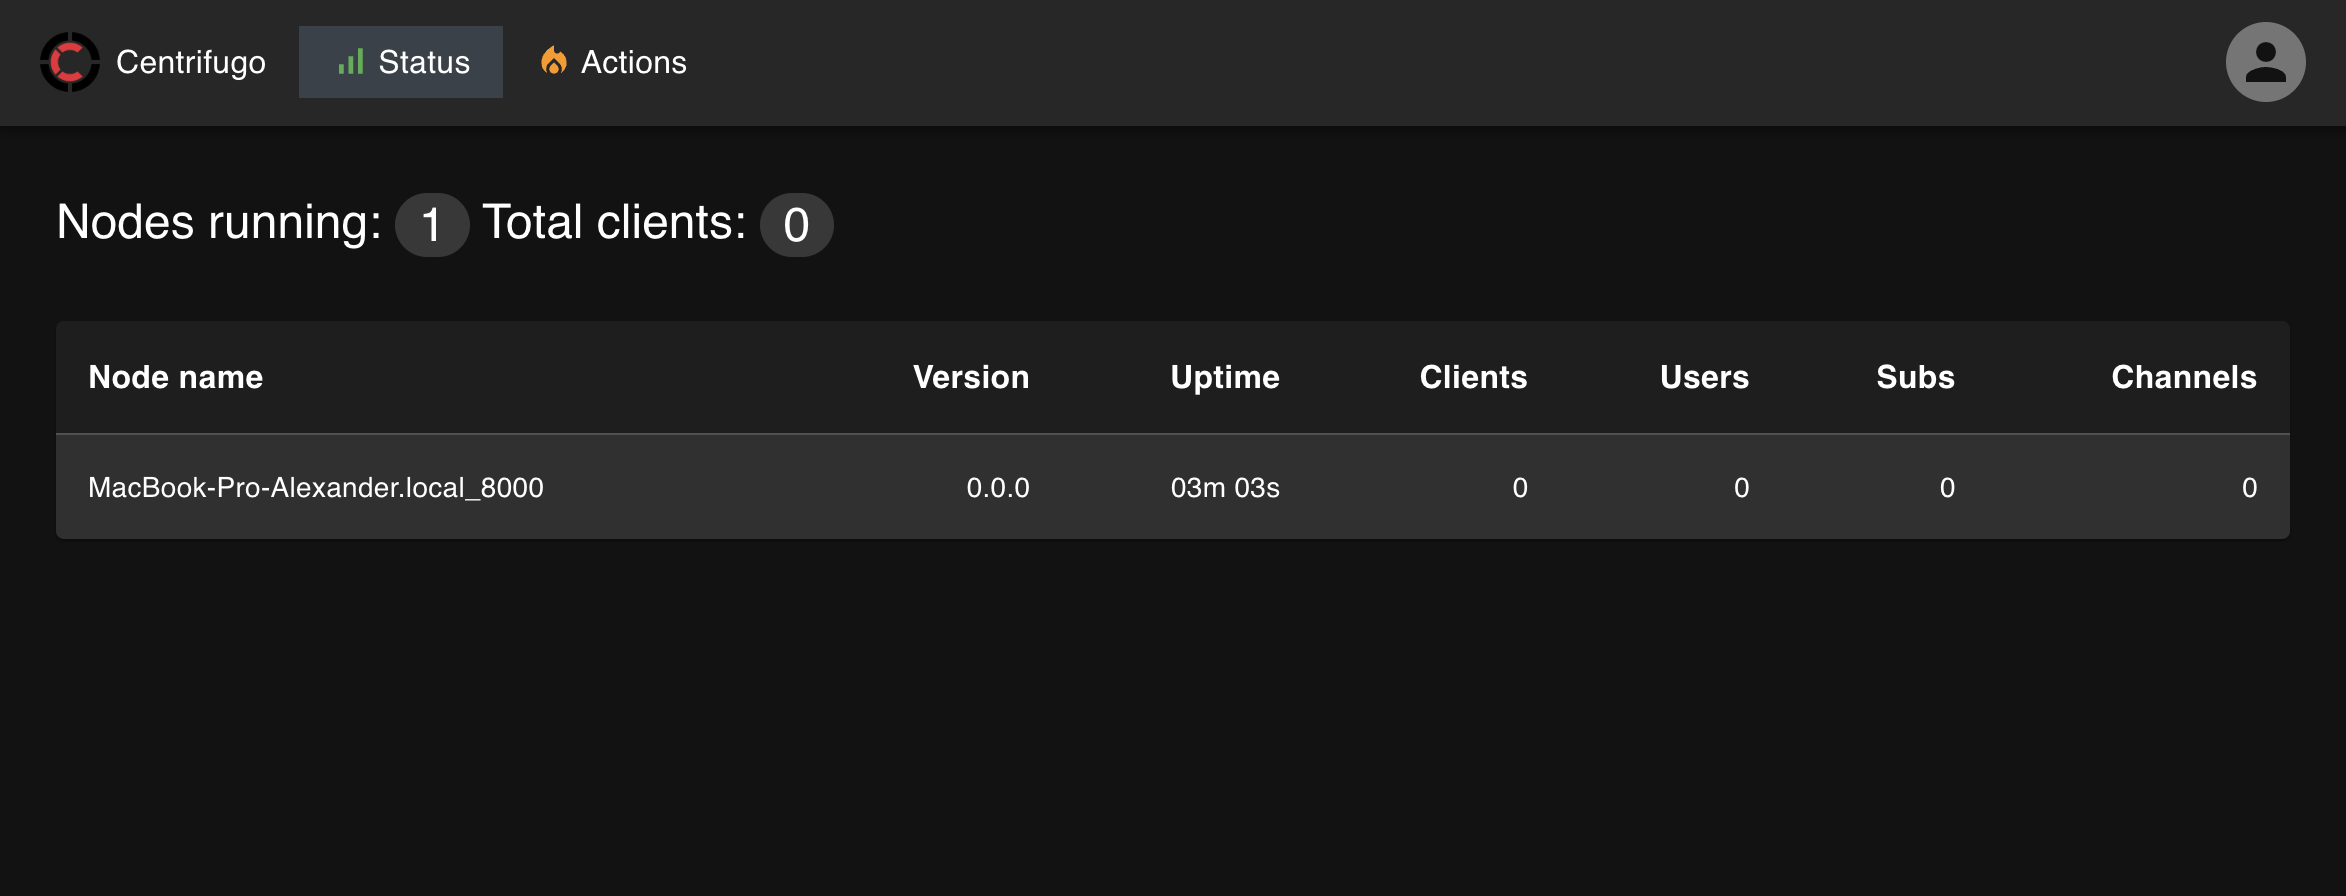 Centrifugo Status Actions
Nodes running: 1 Total clients: 0
Node name Version Uptime Clients Users Subs Channels
MacBook-Pro-Alexander.local_8000 0.0.0 03m 03s 0 0 0 0